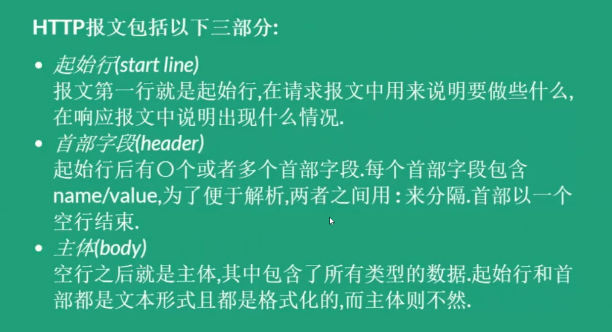 HTTP报文包括以下三部分:
• 起始行(start line)
报文第一行就是起始行,在请求报文中用来说明要做些什么,
在响应报文中说明出现什么情况.
• 首部字段(header)
起始行后有〇个或者多个首部字段.每个首部字段包含
name/value,为了便于解析,两者之间用 : 来分隔.首部以一个
空行结束.
• 主体(body)
空行之后就是主体,其中包含了所有类型的数据.起始行和首
部都是文本形式且都是格式化的,而主体则不然.